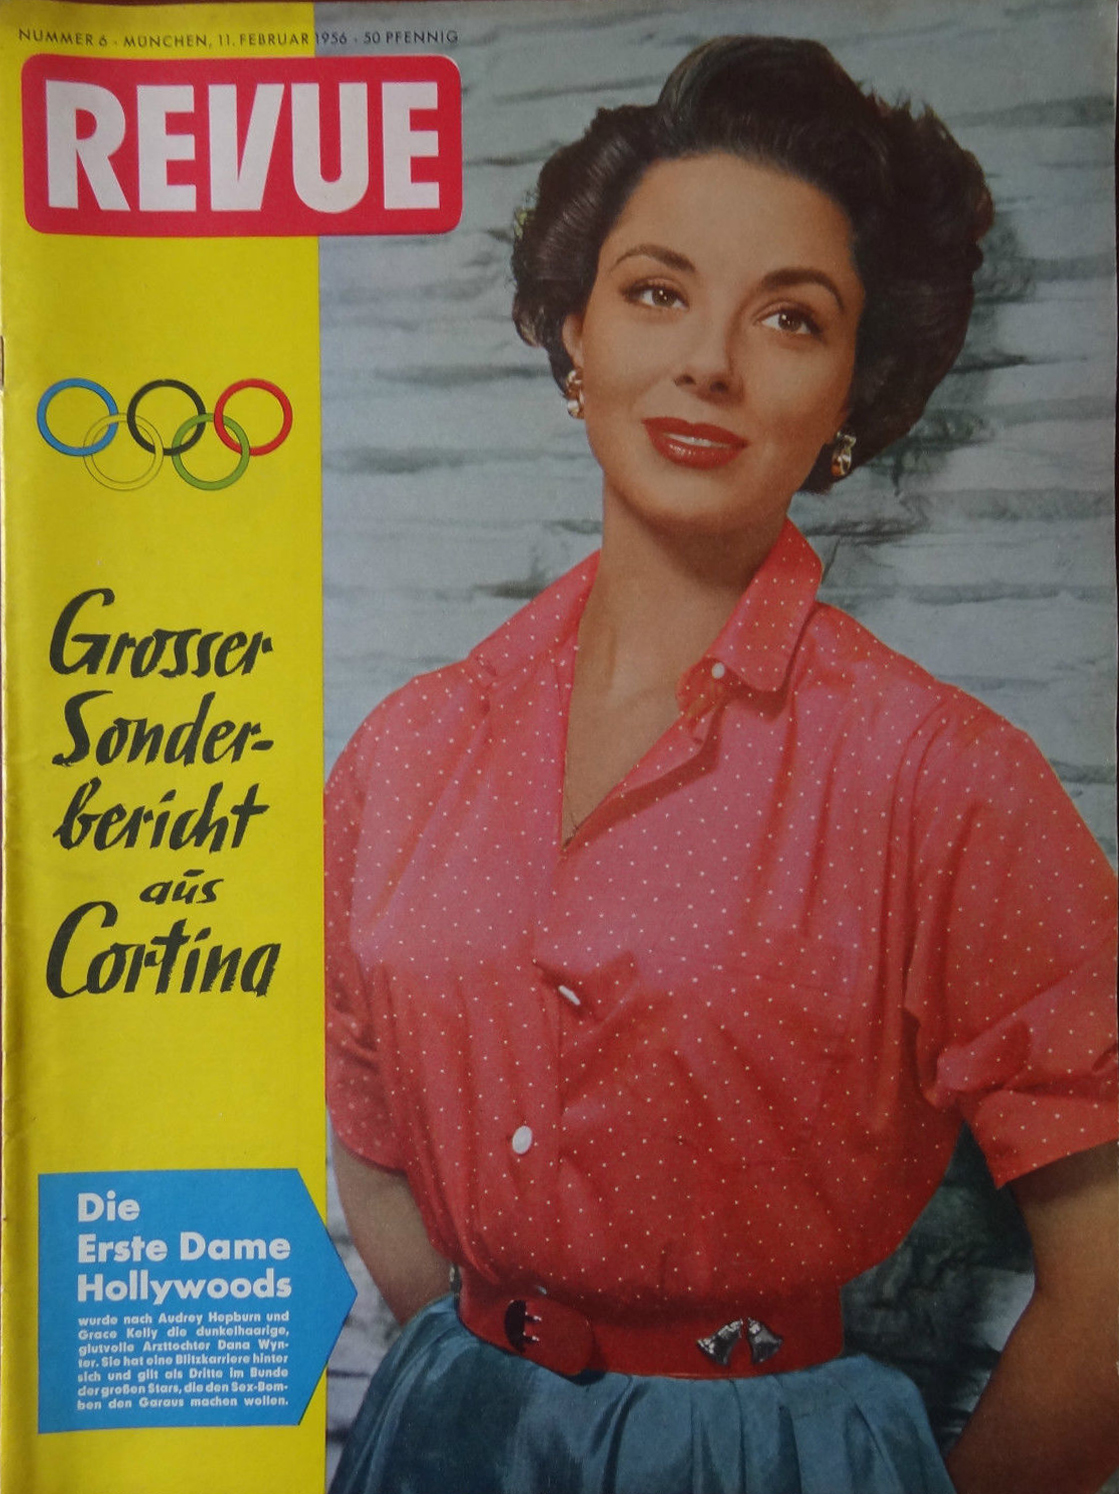 NUMMER 6 - MÜNCHEN, 11. FEBRUAR 1956 - 50 PFENNIG
REVUE
Grosser
Sonder-
bericht
aus
Cortina
Die
Erste Dame
Hollywoods
wurde nach Audrey Hepburn und
Grace Kelly die dunkelhaarige,
glutvolle Arzttochter Dana Wyn-
ter. Sie hat eine Blitzkarriere hinter
sich und gilt als Dritte im Bunde
der großen Stars, die den Sex-Bom-
ben den Garaus machen wollen.